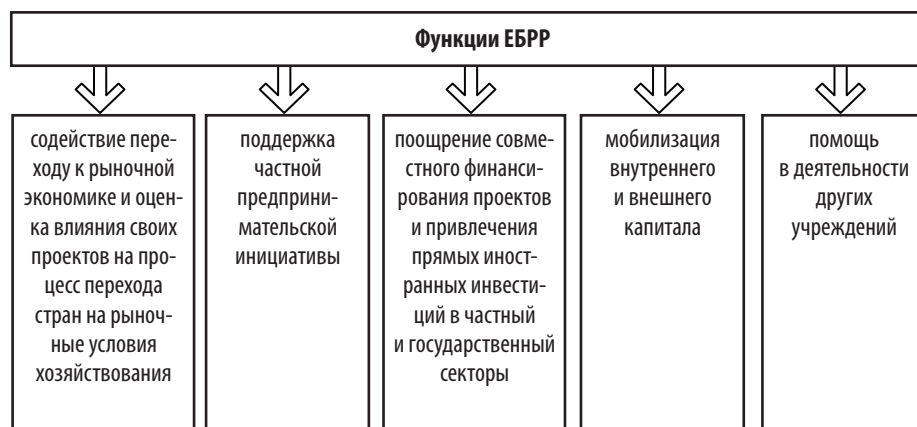 Функции ЕБРР
содействие пере-
ходу к рыночной
экономике и оцен-
ка влияния своих
проектов на про-
цесс перехода
стран на рыноч-
ные условия
хозяйствования
поддержка
частной
предприни-
мательской
инициативы
поощрение совме-
стного финанси-
рования проектов
и привлечения
прямых иност-
ранных инвести-
ций в частный
и государственный
секторы
мобилизация
внутреннего
и внешнего
капитала
помощь
в деятельности
других
учреждений